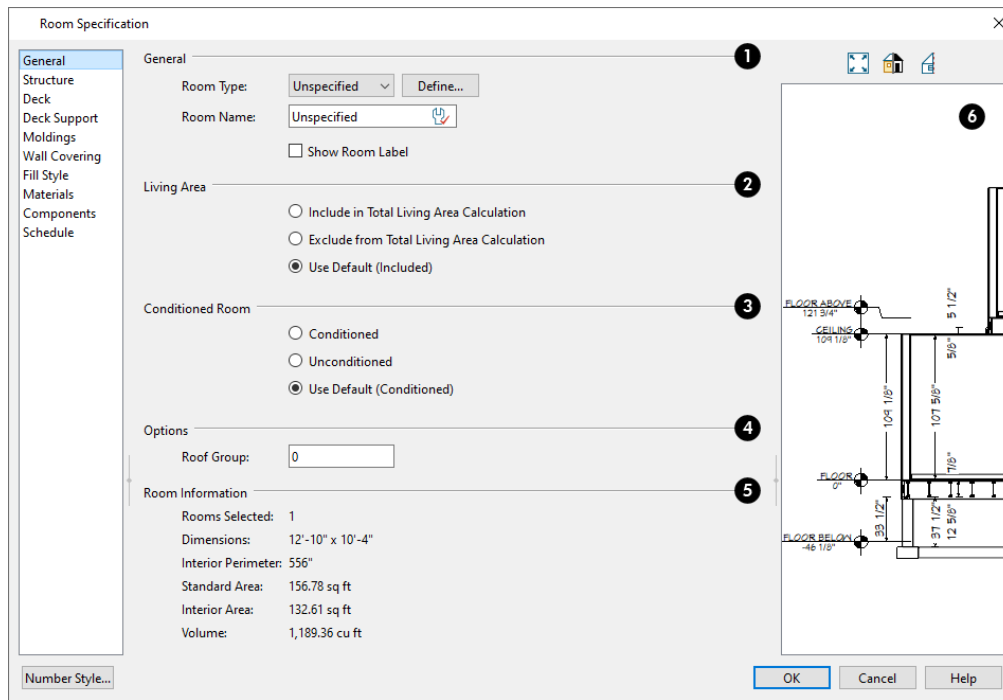 Room Specification
General
Structure
Deck
Deck Support
Moldings
Wall Covering
Fill Style
Materials
Components
Schedule
General
1
Room Type: Unspecified Define...
Room Name: Unspecified
Show Room Label
Living Area
2
Include in Total Living Area Calculation
Exclude from Total Living Area Calculation
Use Default (Included)
Conditioned Room
3
Conditioned
Unconditioned
Use Default (Conditioned)
Options
4
Roof Group: 0
Room Information
5
Rooms Selected: 1
Dimensions: 12'-10" x 10'-4"
Interior Perimeter: 556"
Standard Area: 156.78 sq ft
Interior Area: 132.61 sq ft
Volume: 1,189.36 cu ft
6
FLOOR ABOVE
121 3/4"
CEILING
109 1/8"
5 1/2"
5/8"
109 1/8"
107 5/8"
7/8"
FLOOR
0"
33 1/2"
37 1/2"
12 5/8"
FLOOR BELOW
-46 1/8"
Number Style...
OK Cancel Help